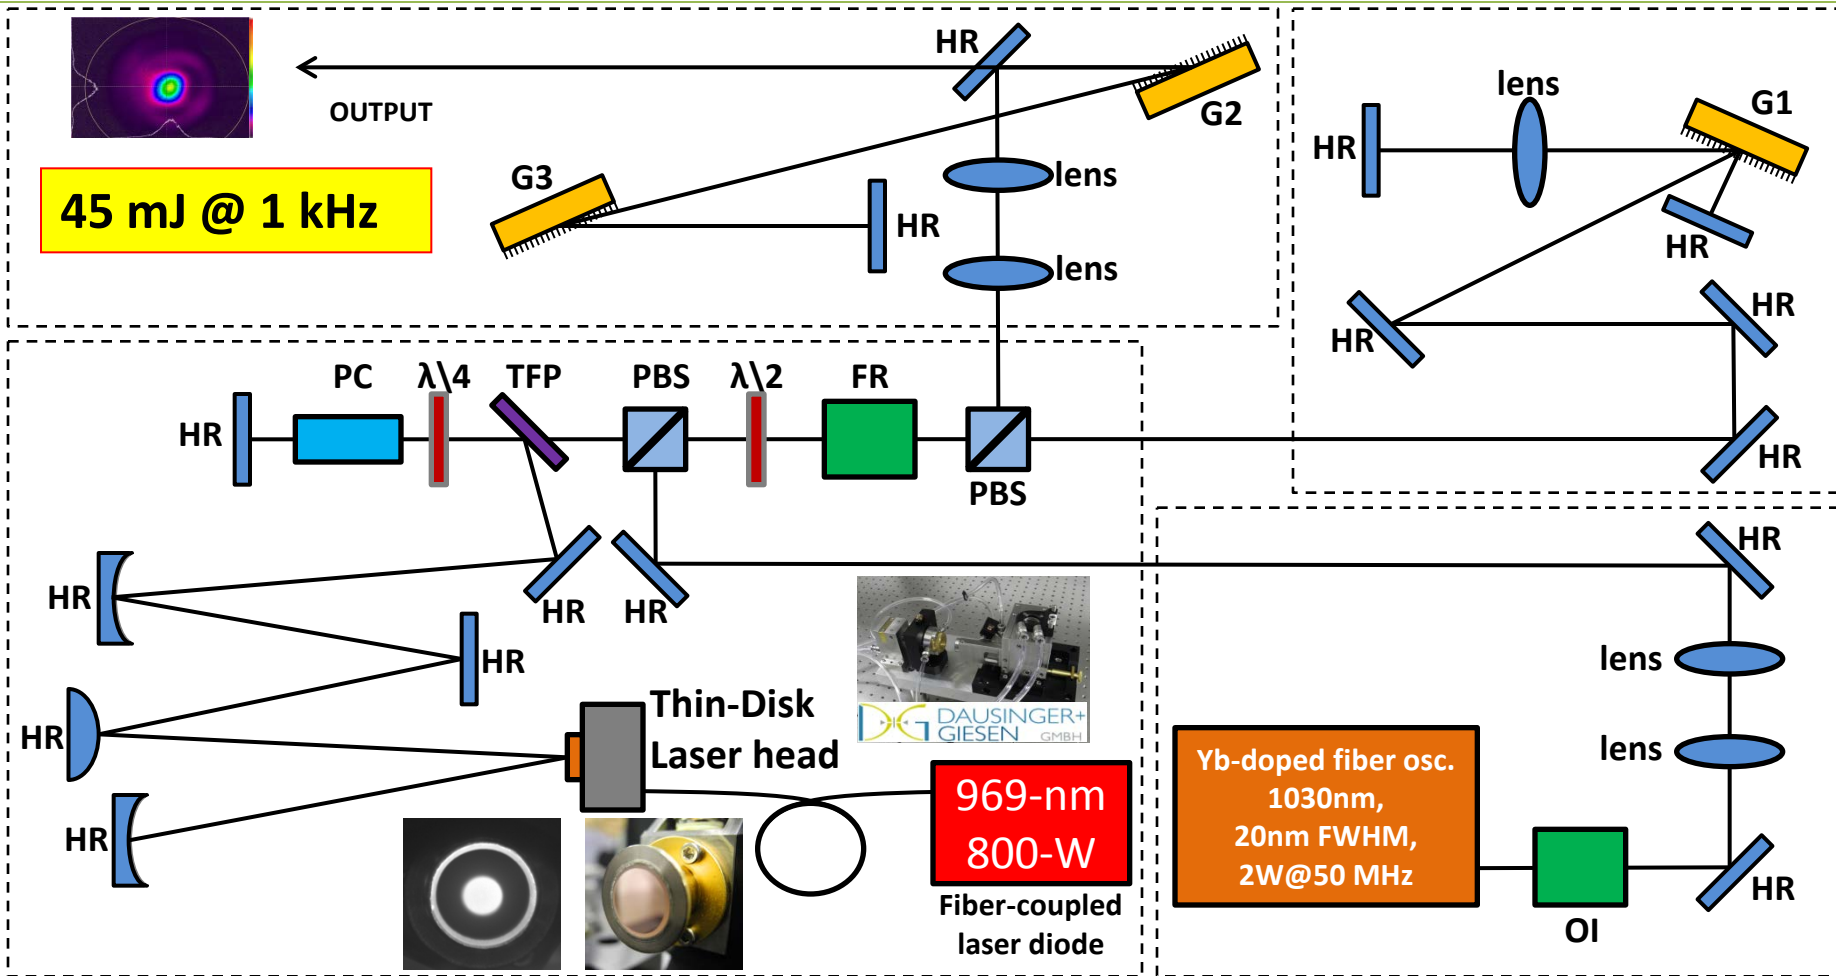 HR
OUTPUT
G2
45 mJ @ 1 kHz
G3
HR
lens
lens
lens
G1
HR
HR
HR
HR
HR
PC
λ\4
TFP
PBS
λ\2
FR
HR
PBS
HR
HR
HR
HR
HR
HR
Thin-Disk
Laser head
DAUSINGER+
GIESEN GMBH
969-nm
800-W
Fiber-coupled
laser diode
HR
lens
lens
Yb-doped fiber osc.
1030nm,
20nm FWHM,
2W@50 MHz
OI
HR